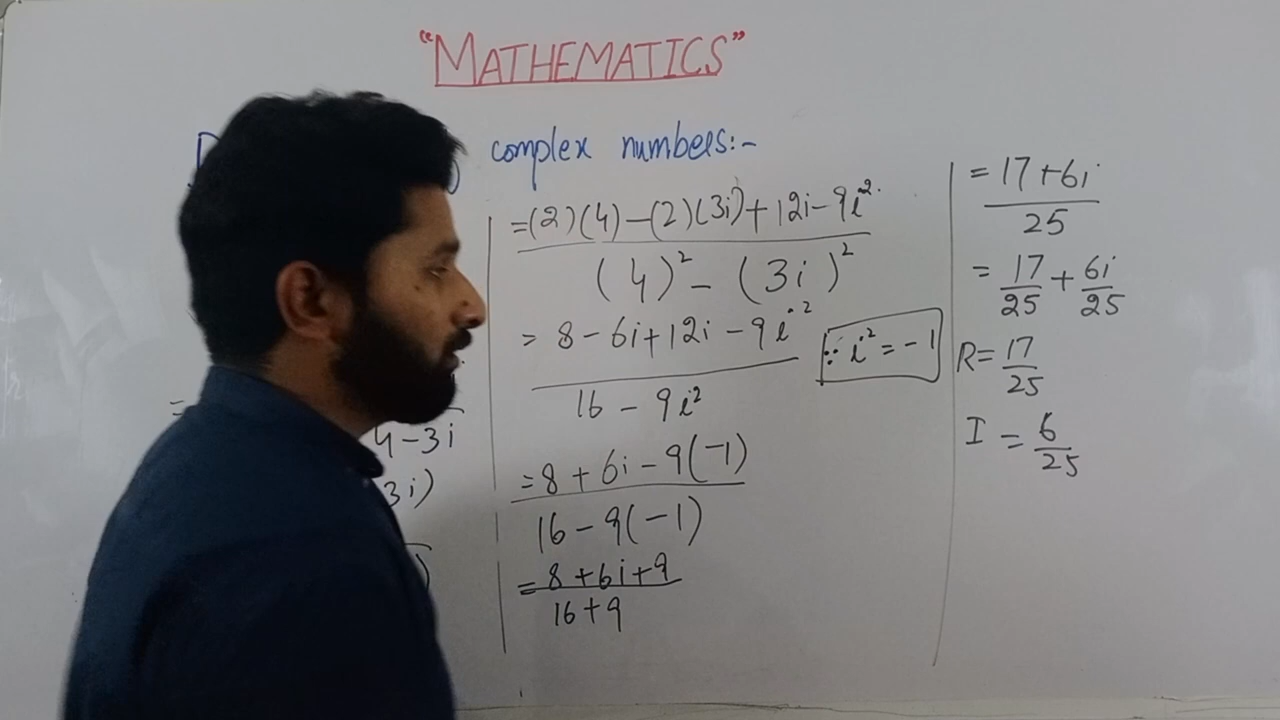 "MATHEMATICS"
complex numbers:-
=
4-3i
3i)
)
=(2)(4)-(2)(3i)+12i-9i²
(4)²-(3i)²
= 8-6i+12i-9i²
16-9i²
∵ i²=-1
=8+6i-9(-1)
16-9(-1)
=8+6i+9
16+9
=17+6i
25
=17/25+6i/25
R=17/25
I=6/25